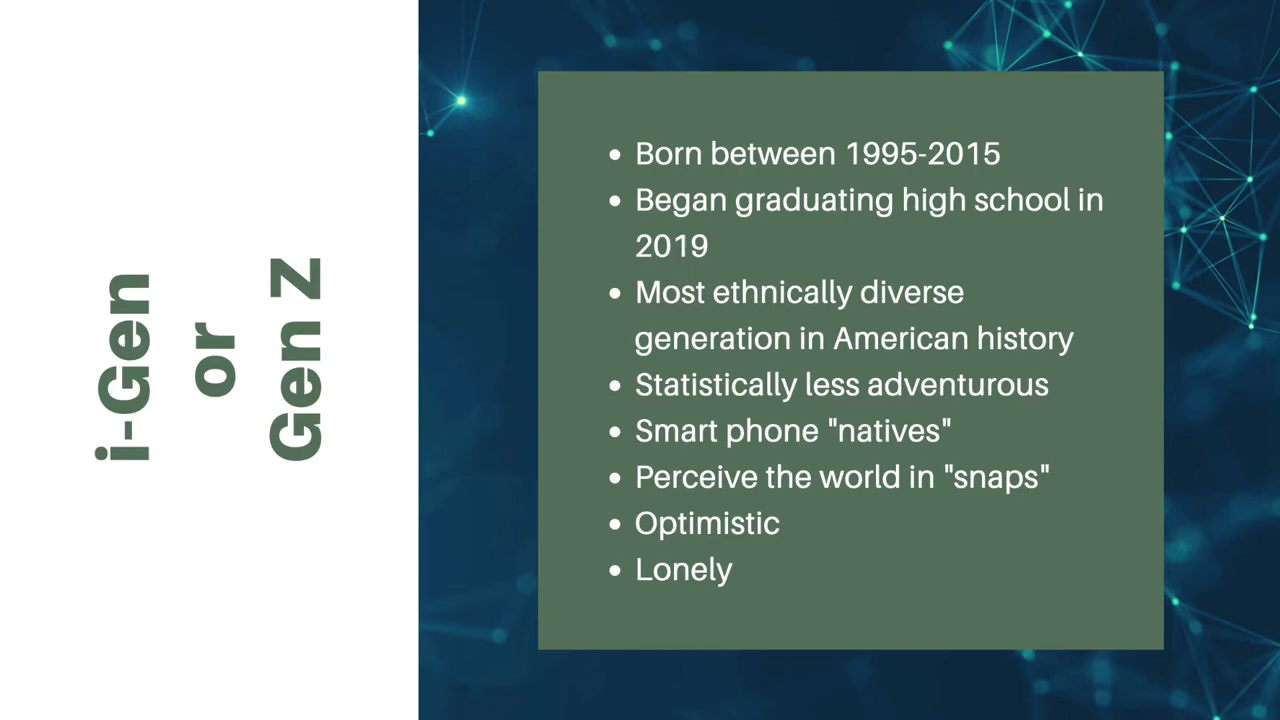 i-Gen
or
Gen Z
• Born between 1995-2015
• Began graduating high school in
2019
• Most ethnically diverse
generation in American history
• Statistically less adventurous
• Smart phone "natives"
• Perceive the world in "snaps"
• Optimistic
• Lonely